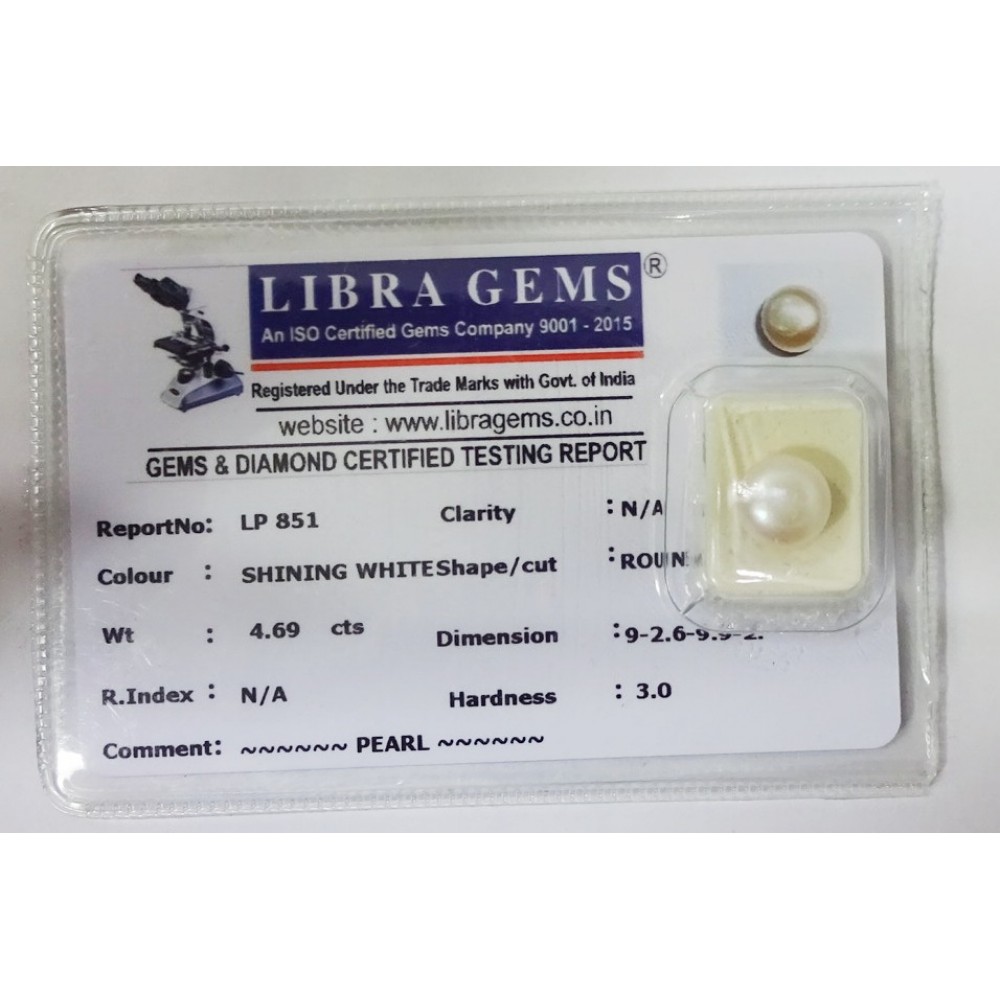 LIBRA GEMS ®
An ISO Certified Gems Company 9001 - 2015
Registered Under the Trade Marks with Govt. of India
website : www.libragems.co.in
GEMS & DIAMOND CERTIFIED TESTING REPORT
ReportNo: LP 851 Clarity : N/A
Colour : SHINING WHITE Shape/cut :
Wt : 4.69 cts Dimension :
R.Index : N/A Hardness : 3.0
Comment: ~~~~~~ PEARL ~~~~~~